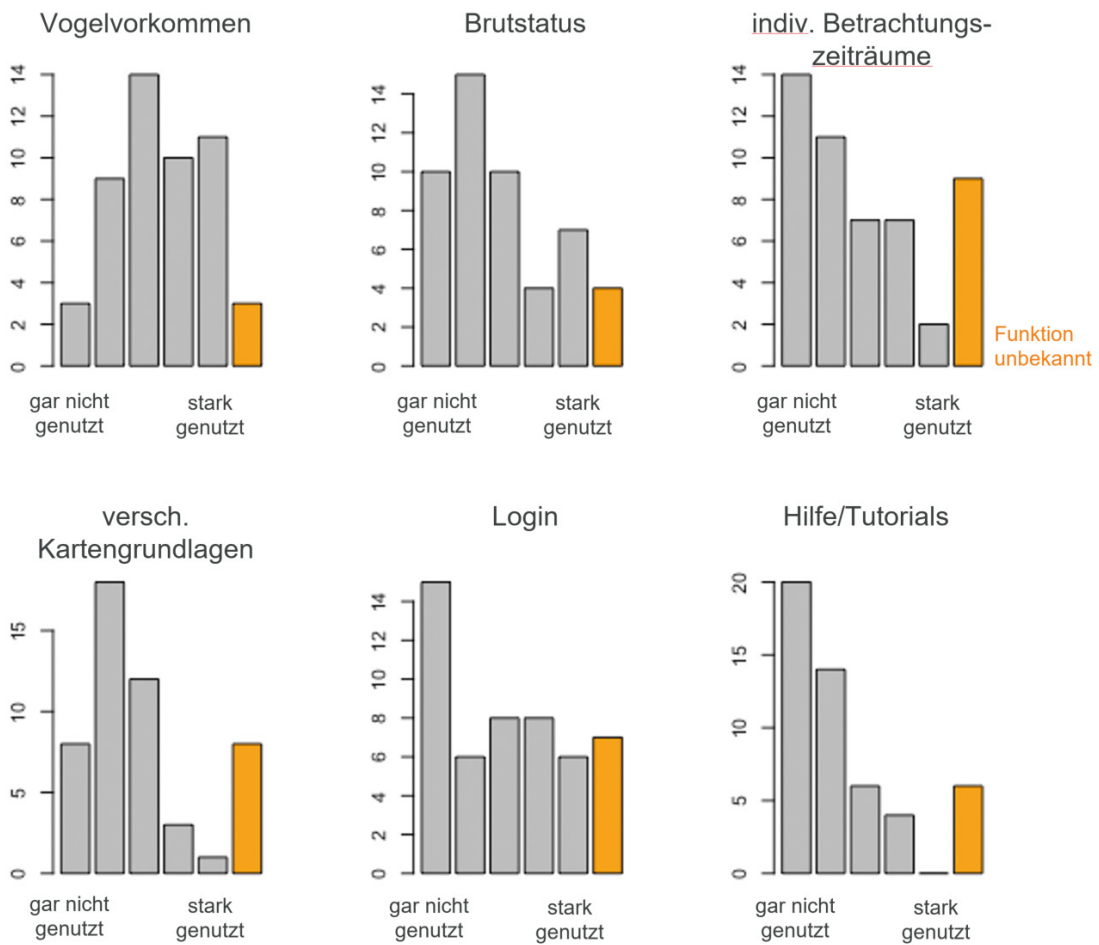 Vogelvorkommen
14
12
10
8
6
4
2
0
gar nicht
genutzt
stark
genutzt
Brutstatus
14
12
10
8
6
4
2
0
gar nicht
genutzt
stark
genutzt
indiv. Betrachtungs-
zeiträume
14
12
10
8
6
4
2
0
Funktion
unbekannt
gar nicht
genutzt
stark
genutzt
versch.
Kartengrundlagen
15
10
5
0
gar nicht
genutzt
stark
genutzt
Login
14
12
10
8
6
4
2
0
gar nicht
genutzt
stark
genutzt
Hilfe/Tutorials
20
15
10
5
0
gar nicht
genutzt
stark
genutzt